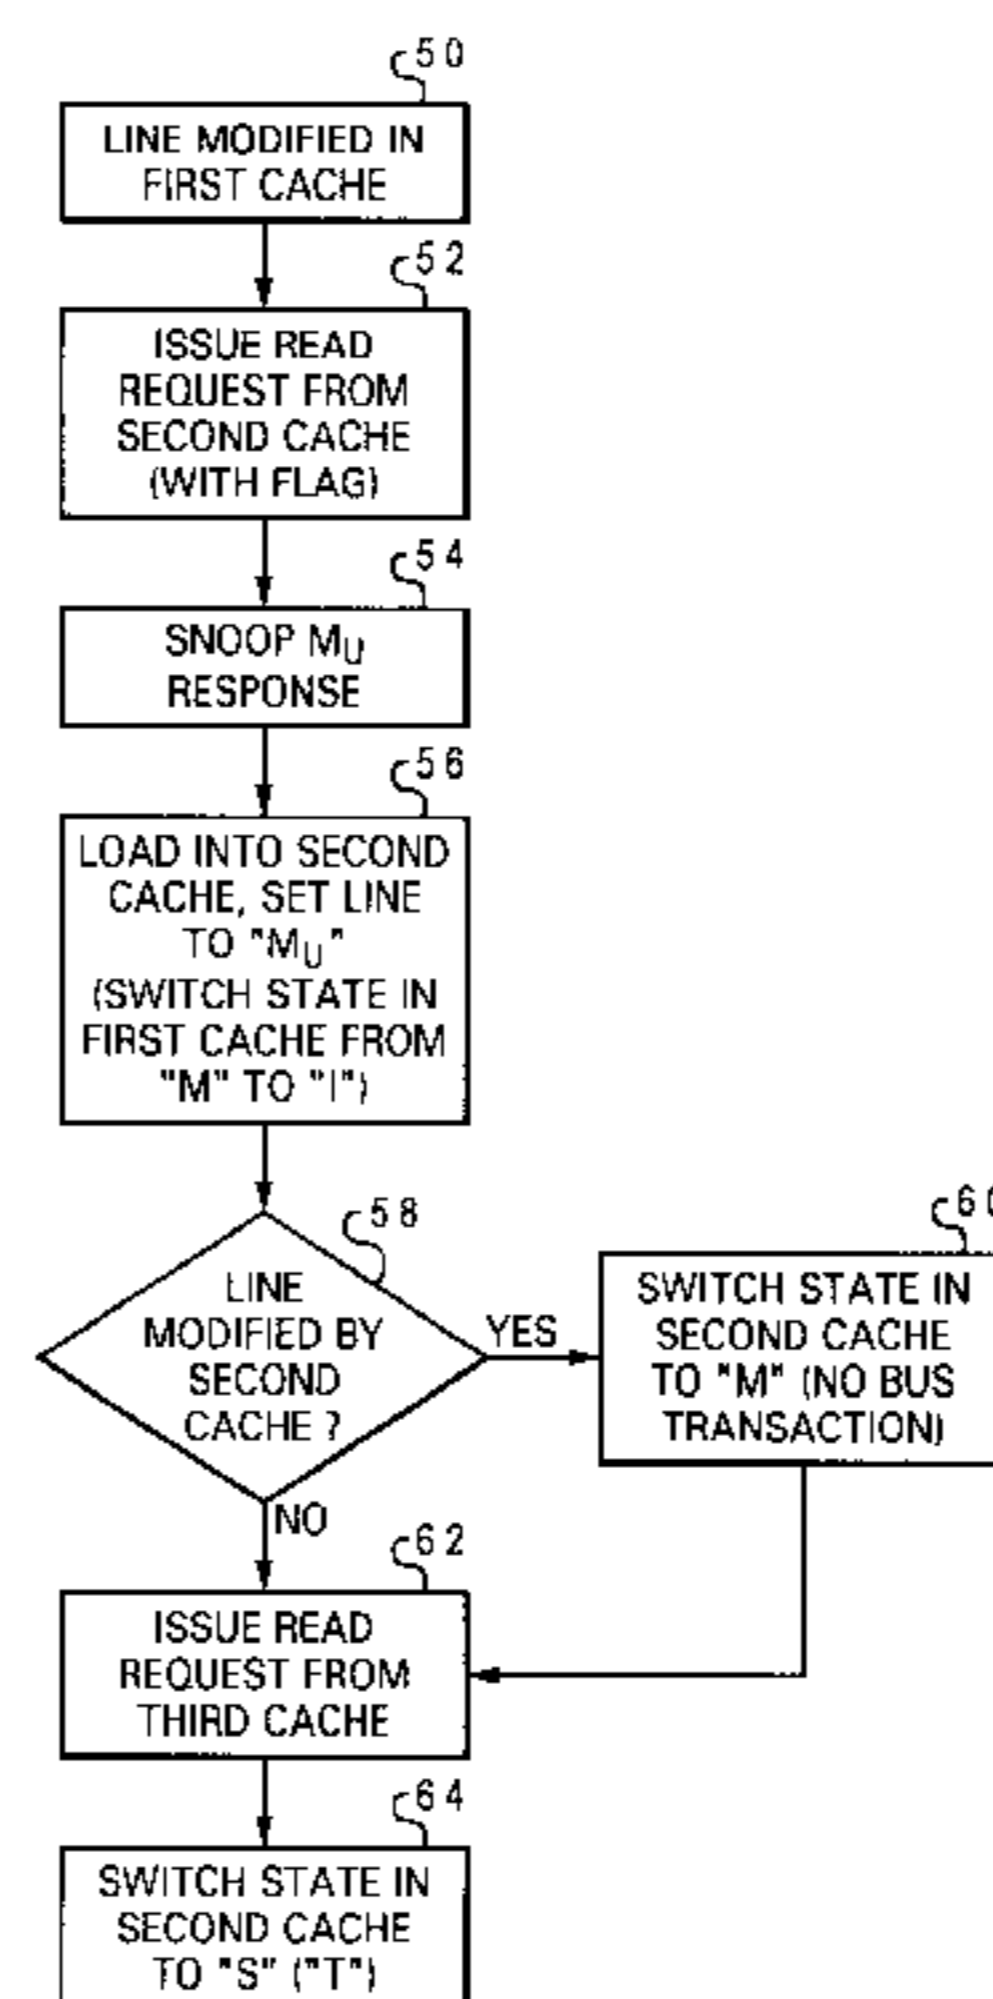 50
LINE MODIFIED IN
FIRST CACHE
52
ISSUE READ
REQUEST FROM
SECOND CACHE
(WITH FLAG)
54
SNOOP MU
RESPONSE
56
LOAD INTO SECOND
CACHE, SET LINE
TO "MU"
(SWITCH STATE IN
FIRST CACHE FROM
"M" TO "I")
58
LINE
MODIFIED BY
SECOND
CACHE ?
YES
SWITCH STATE IN
SECOND CACHE
TO "M" (NO BUS
TRANSACTION)
NO
62
ISSUE READ
REQUEST FROM
THIRD CACHE
64
SWITCH STATE IN
SECOND CACHE
TO "S" ("T")